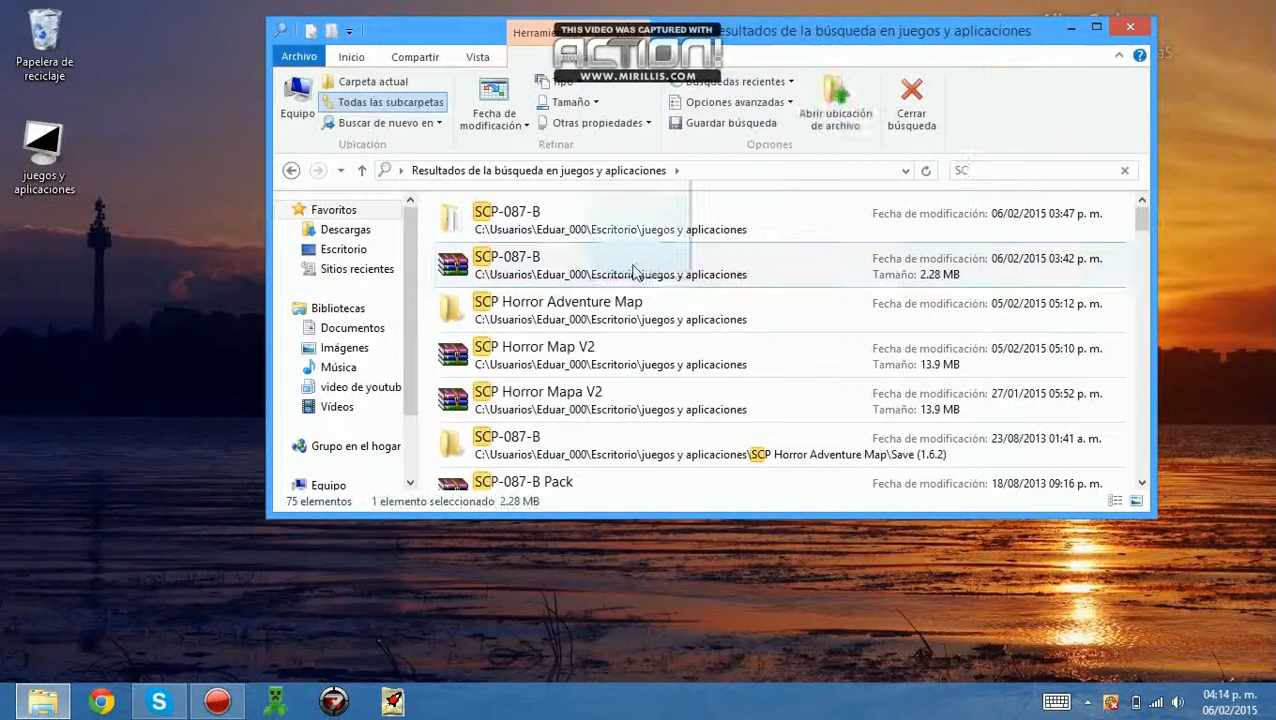 Papelera de
reciclaje
juegos y
aplicaciones
Herramie
THIS VIDEO WAS CAPTURED WITH
ACTION!
WWW.MIRILLIS.COM
sultados de la búsqueda en juegos y aplicaciones
Archivo Inicio Compartir Vista
Equipo
Carpeta actual
Todas las subcarpetas
Buscar de nuevo en
Ubicación
Fecha de
modificación
Tipo
Tamaño
Otras propiedades
Refinar
Búsquedas recientes
Opciones avanzadas
Guardar búsqueda
Abrir ubicación
de archivo
Opciones
Cerrar
búsqueda
Resultados de la búsqueda en juegos y aplicaciones
SC
Favoritos
Descargas
Escritorio
Sitios recientes
Bibliotecas
Documentos
Imágenes
Música
video de youtub
Vídeos
Grupo en el hogar
Equipo
SCP-087-B
C:\Usuarios\Eduar_000\Escritorio\juegos y aplicaciones
Fecha de modificación: 06/02/2015 03:47 p. m.
SCP-087-B
C:\Usuarios\Eduar_000\Escritorio\juegos y aplicaciones
Fecha de modificación: 06/02/2015 03:42 p. m.
Tamaño: 2.28 MB
SCP Horror Adventure Map
C:\Usuarios\Eduar_000\Escritorio\juegos y aplicaciones
Fecha de modificación: 05/02/2015 05:12 p. m.
SCP Horror Map V2
C:\Usuarios\Eduar_000\Escritorio\juegos y aplicaciones
Fecha de modificación: 05/02/2015 05:10 p. m.
Tamaño: 13.9 MB
SCP Horror Mapa V2
C:\Usuarios\Eduar_000\Escritorio\juegos y aplicaciones
Fecha de modificación: 27/01/2015 05:52 p. m.
Tamaño: 13.9 MB
SCP-087-B
C:\Usuarios\Eduar_000\Escritorio\juegos y aplicaciones\SCP Horror Adventure Map\Save (1.6.2)
Fecha de modificación: 23/08/2013 01:41 a. m.
SCP-087-B Pack
Fecha de modificación: 18/08/2013 09:16 p. m.
75 elementos 1 elemento seleccionado 2.28 MB
04:14 p. m.
06/02/2015